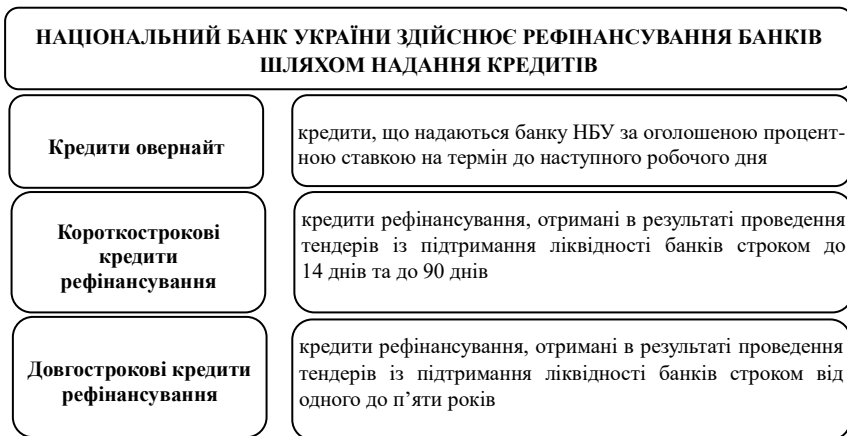 НАЦІОНАЛЬНИЙ БАНК УКРАЇНИ ЗДІЙСНЮЄ РЕФІНАНСУВАННЯ БАНКІВ
ШЛЯХОМ НАДАННЯ КРЕДИТІВ
Кредити овернайт
кредити, що надаються банку НБУ за оголошеною процент-
ною ставкою на термін до наступного робочого дня
Короткострокові
кредити
рефінансування
кредити рефінансування, отримані в результаті проведення
тендерів із підтримання ліквідності банків строком до
14 днів та до 90 днів
Довгострокові кредити
рефінансування
кредити рефінансування, отримані в результаті проведення
тендерів із підтримання ліквідності банків строком від
одного до п’яти років